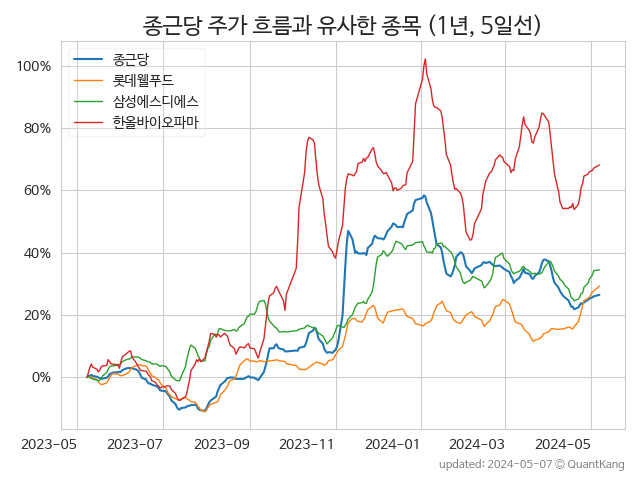 종근당 주가 흐름과 유사한 종목 (1년, 5일선)
종근당
롯데웰푸드
삼성에스디에스
한올바이오파마
100%
80%
60%
40%
20%
0%
2023-05 2023-07 2023-09 2023-11 2024-01 2024-03 2024-05
updated: 2024-05-07 © QuantKang